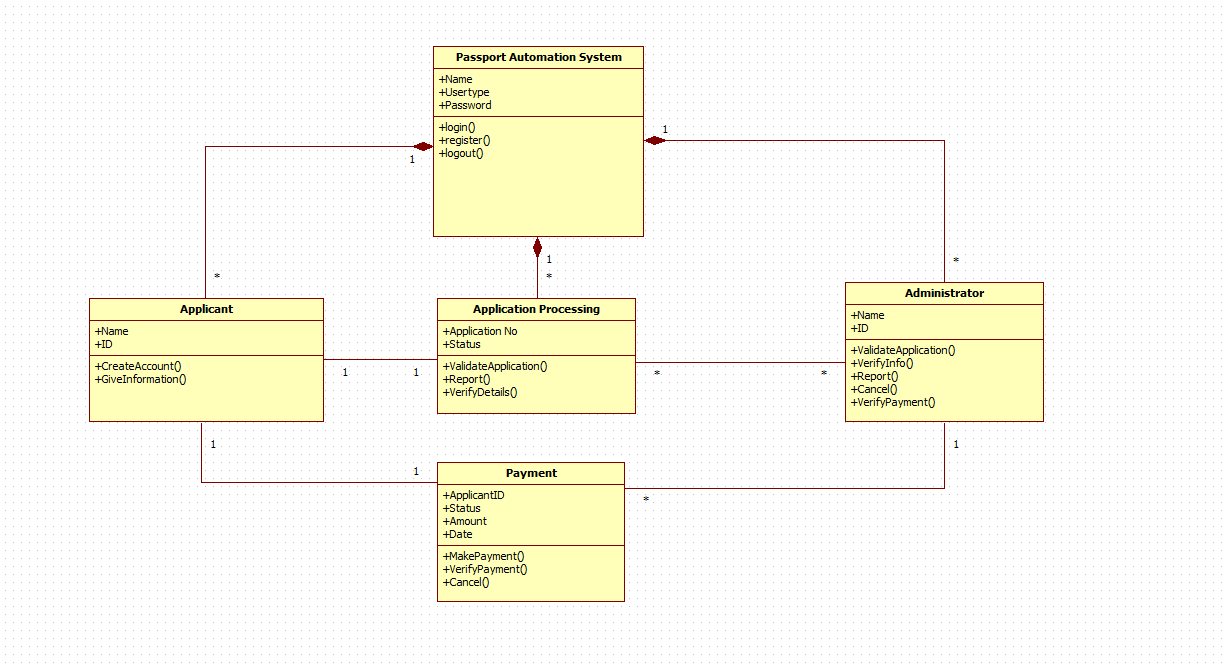 Passport Automation System
+Name
+Usertype
+Password
+login()
+register()
+logout()
1
1
1
*
*
*
Applicant
+Name
+ID
+CreateAccount()
+GiveInformation()
Application Processing
+Application No
+Status
+ValidateApplication()
+Report()
+VerifyDetails()
Administrator
+Name
+ID
+ValidateApplication()
+VerifyInfo()
+Report()
+Cancel()
+VerifyPayment()
1
1
*
*
1
1
1
*
Payment
+ApplicantID
+Status
+Amount
+Date
+MakePayment()
+VerifyPayment()
+Cancel()